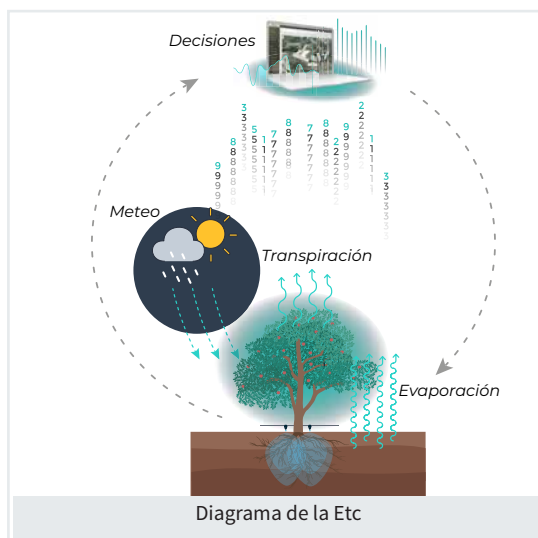 Decisiones
Meteo
Transpiración
Evaporación
Diagrama de la Etc